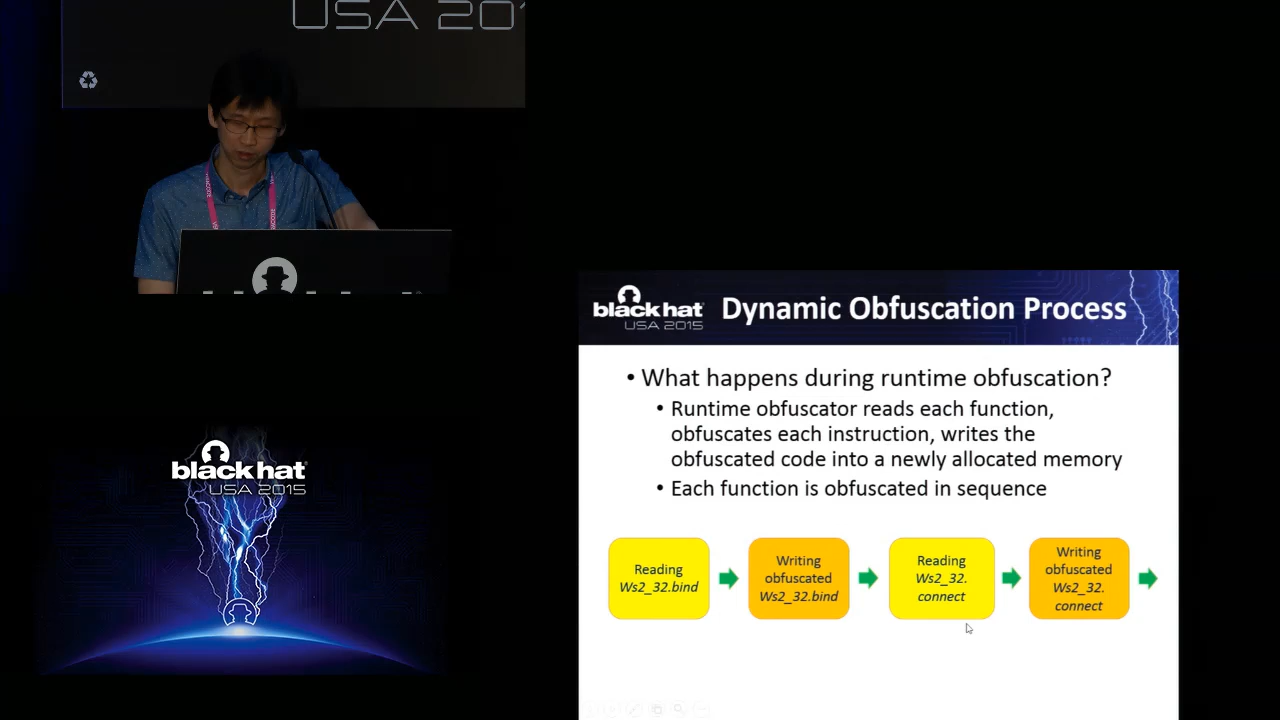 USA 20
black hat
USA 2015
black hat
USA 2015
Dynamic Obfuscation Process
• What happens during runtime obfuscation?
• Runtime obfuscator reads each function,
obfuscates each instruction, writes the
obfuscated code into a newly allocated memory
• Each function is obfuscated in sequence
Reading
Ws2_32.bind
Writing
obfuscated
Ws2_32.bind
Reading
Ws2_32.
connect
Writing
obfuscated
Ws2_32.
connect